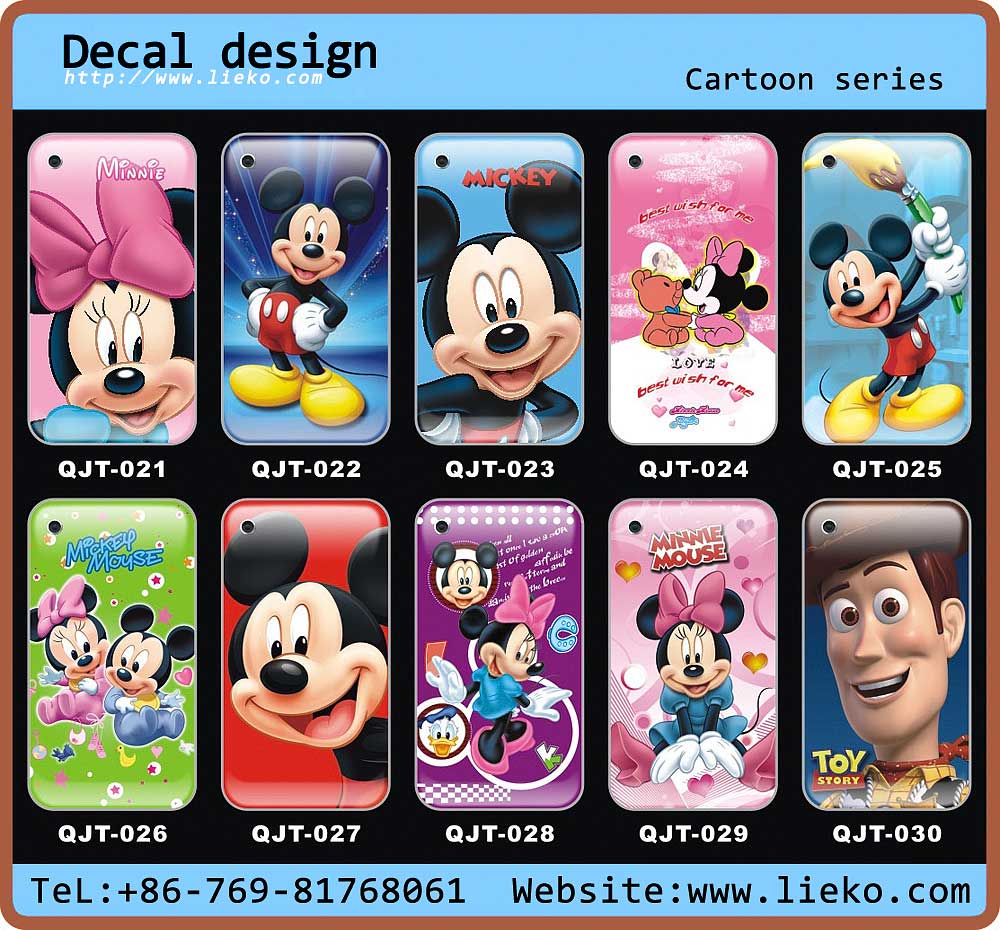 Decal design
http://www.lieko.com
Cartoon series
Minnie
MICKEY
best wish for me
LOVE
best wish for me
QJT-021
QJT-022
QJT-023
QJT-024
QJT-025
Mickey
Mouse
MINNIE
MOUSE
TOY
STORY
QJT-026
QJT-027
QJT-028
QJT-029
QJT-030
TeL:+86-769-81768061
Website:www.lieko.com